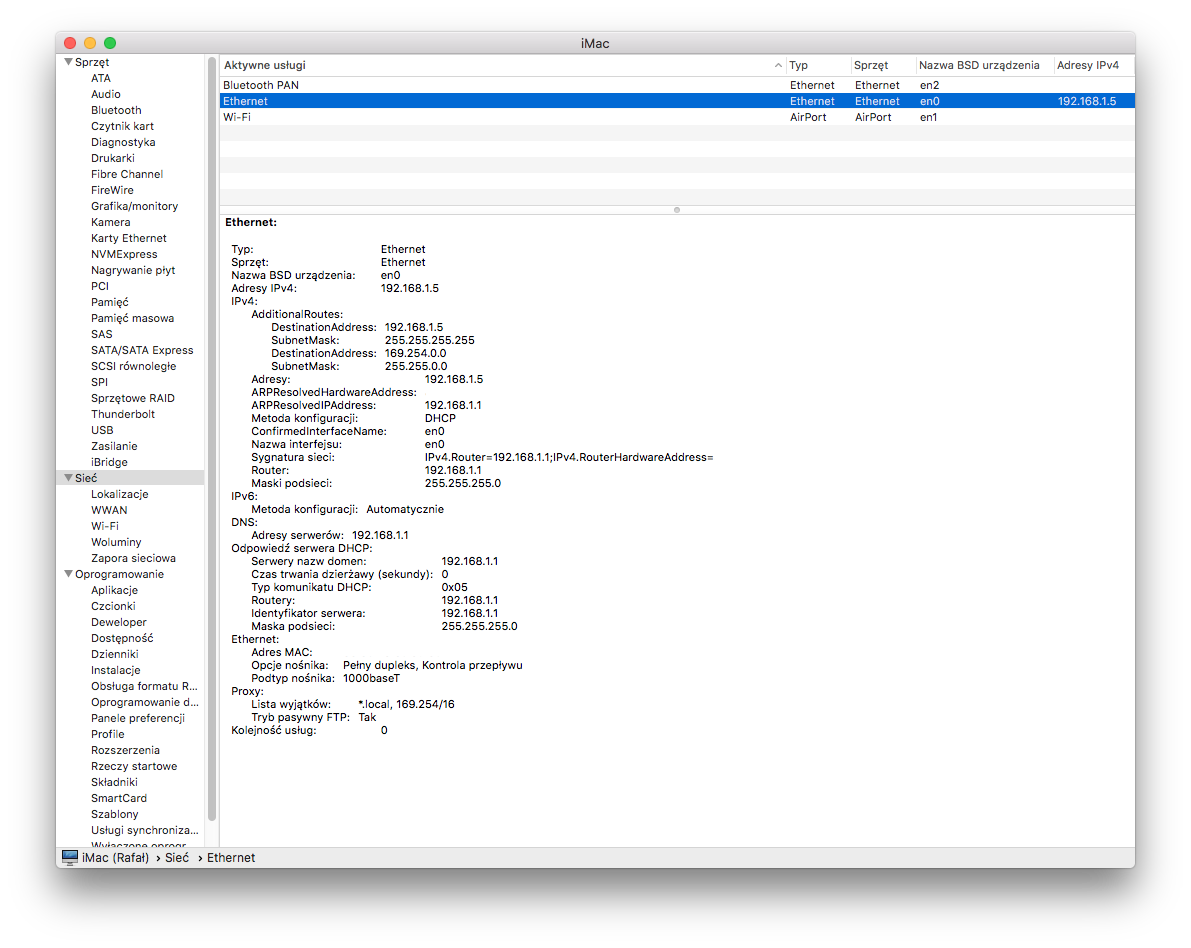 iMac
Sprzęt
ATA
Audio
Bluetooth
Czytnik kart
Diagnostyka
Drukarki
Fibre Channel
FireWire
Grafika/monitory
Kamera
Karty Ethernet
NVMExpress
Nagrywanie płyt
PCI
Pamięć
Pamięć masowa
SAS
SATA/SATA Express
SCSI równoległe
SPI
Sprzętowe RAID
Thunderbolt
USB
Zasilanie
iBridge
Sieć
Lokalizacje
WWAN
Wi-Fi
Woluminy
Zapora sieciowa
Oprogramowanie
Aplikacje
Czcionki
Deweloper
Dostępność
Dzienniki
Instalacje
Obsługa formatu R...
Oprogramowanie d...
Panele preferencji
Profile
Rozszerzenia
Rzeczy startowe
Składniki
SmartCard
Szablony
Usługi synchroniza...
Wyłączone oprogr...
Aktywne usługi Typ Sprzęt Nazwa BSD urządzenia Adresy IPv4
Bluetooth PAN Ethernet Ethernet en2
Ethernet Ethernet Ethernet en0 192.168.1.5
Wi-Fi AirPort AirPort en1
Ethernet:
Typ: Ethernet
Sprzęt: Ethernet
Nazwa BSD urządzenia: en0
Adresy IPv4: 192.168.1.5
IPv4:
AdditionalRoutes:
DestinationAddress: 192.168.1.5
SubnetMask: 255.255.255.255
DestinationAddress: 169.254.0.0
SubnetMask: 255.255.0.0
Adresy: 192.168.1.5
ARPResolvedHardwareAddress:
ARPResolvedIPAddress: 192.168.1.1
Metoda konfiguracji: DHCP
ConfirmedInterfaceName: en0
Nazwa interfejsu: en0
Sygnatura sieci: IPv4.Router=192.168.1.1;IPv4.RouterHardwareAddress=
Router: 192.168.1.1
Maski podsieci: 255.255.255.0
IPv6:
Metoda konfiguracji: Automatycznie
DNS:
Adresy serwerów: 192.168.1.1
Odpowiedź serwera DHCP:
Serwery nazw domen: 192.168.1.1
Czas trwania dzierżawy (sekundy): 0
Typ komunikatu DHCP: 0x05
Routery: 192.168.1.1
Identyfikator serwera: 192.168.1.1
Maska podsieci: 255.255.255.0
Ethernet:
Adres MAC:
Opcje nośnika: Pełny dupleks, Kontrola przepływu
Podtyp nośnika: 1000baseT
Proxy:
Lista wyjątków: *.local, 169.254/16
Tryb pasywny FTP: Tak
Kolejność usług: 0
iMac (Rafał) › Sieć › Ethernet